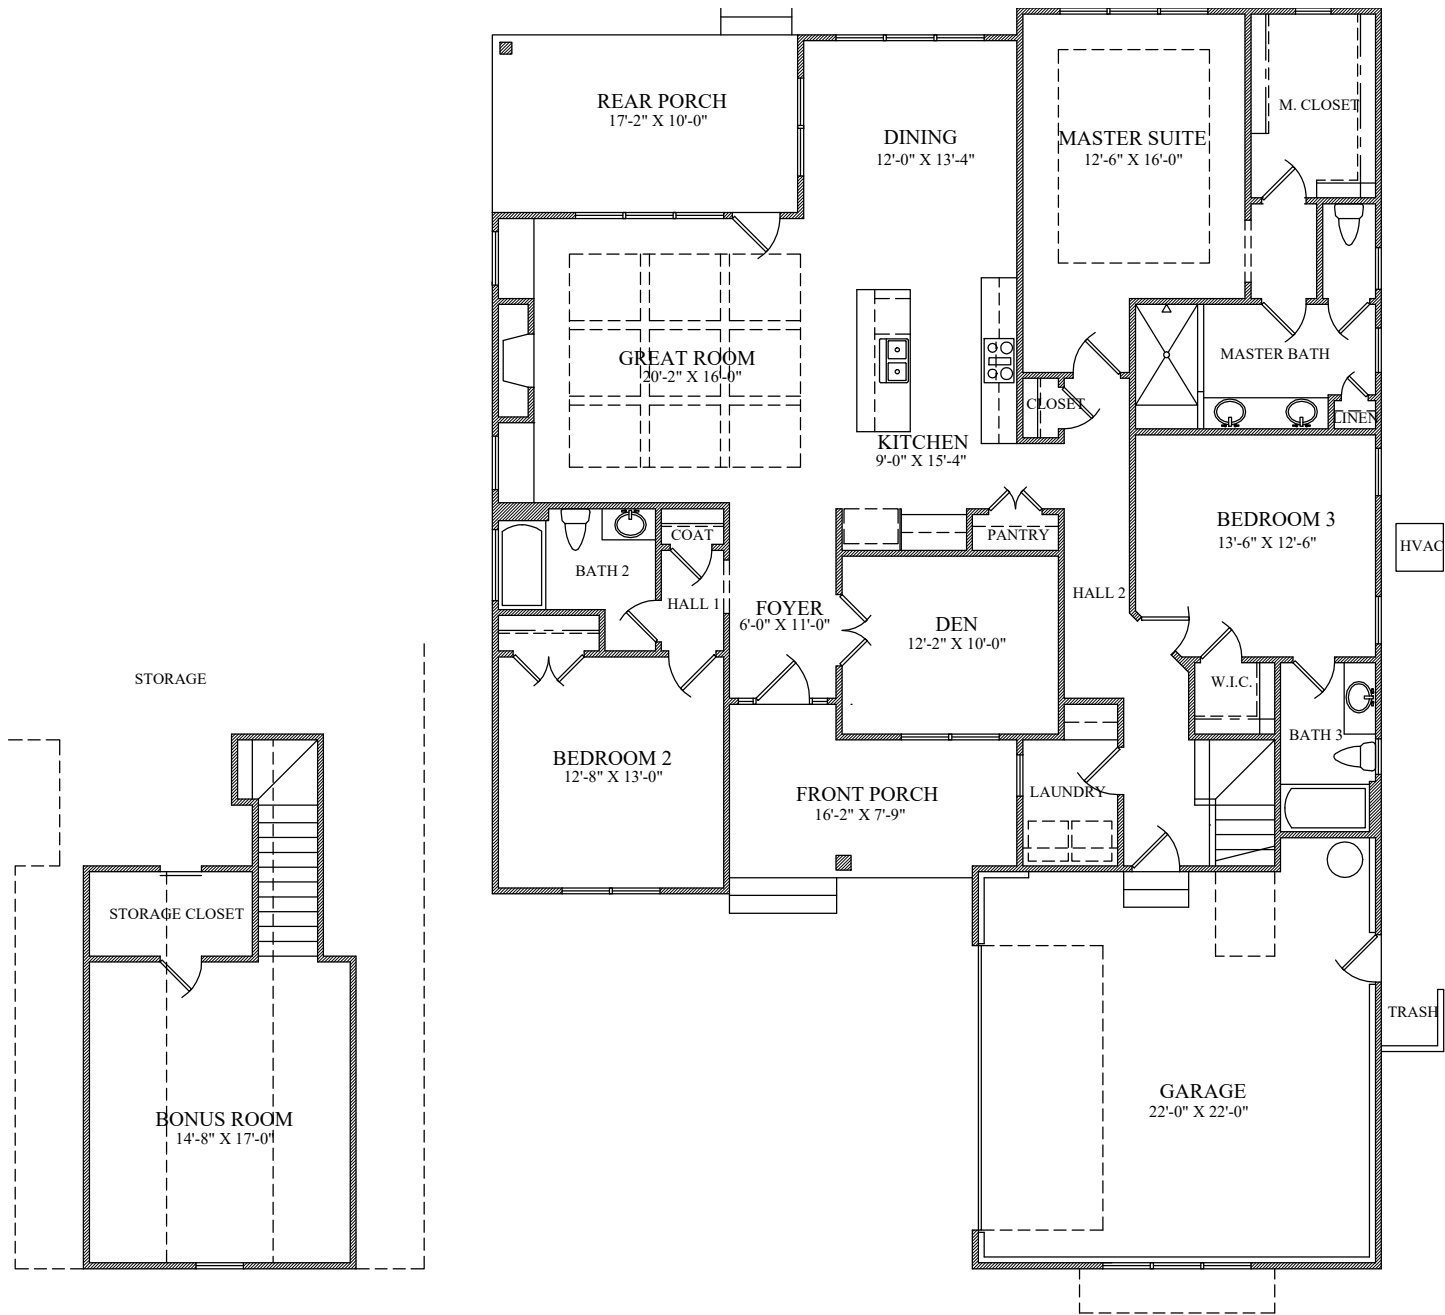 REAR PORCH
17'-2" X 10'-0"
DINING
12'-0" X 13'-4"
MASTER SUITE
12'-6" X 16'-0"
M. CLOSET
GREAT ROOM
20'-2" X 16'-0"
MASTER BATH
CLOSET
LINEN
KITCHEN
9'-0" X 15'-4"
COAT
PANTRY
BEDROOM 3
13'-6" X 12'-6"
HVAC
BATH 2
HALL 1
FOYER
6'-0" X 11'-0"
DEN
12'-2" X 10'-0"
HALL 2
STORAGE
W.I.C.
BATH 3
BEDROOM 2
12'-8" X 13'-0"
FRONT PORCH
16'-2" X 7'-9"
LAUNDRY
STORAGE CLOSET
TRASH
GARAGE
22'-0" X 22'-0"
BONUS ROOM
14'-8" X 17'-0"